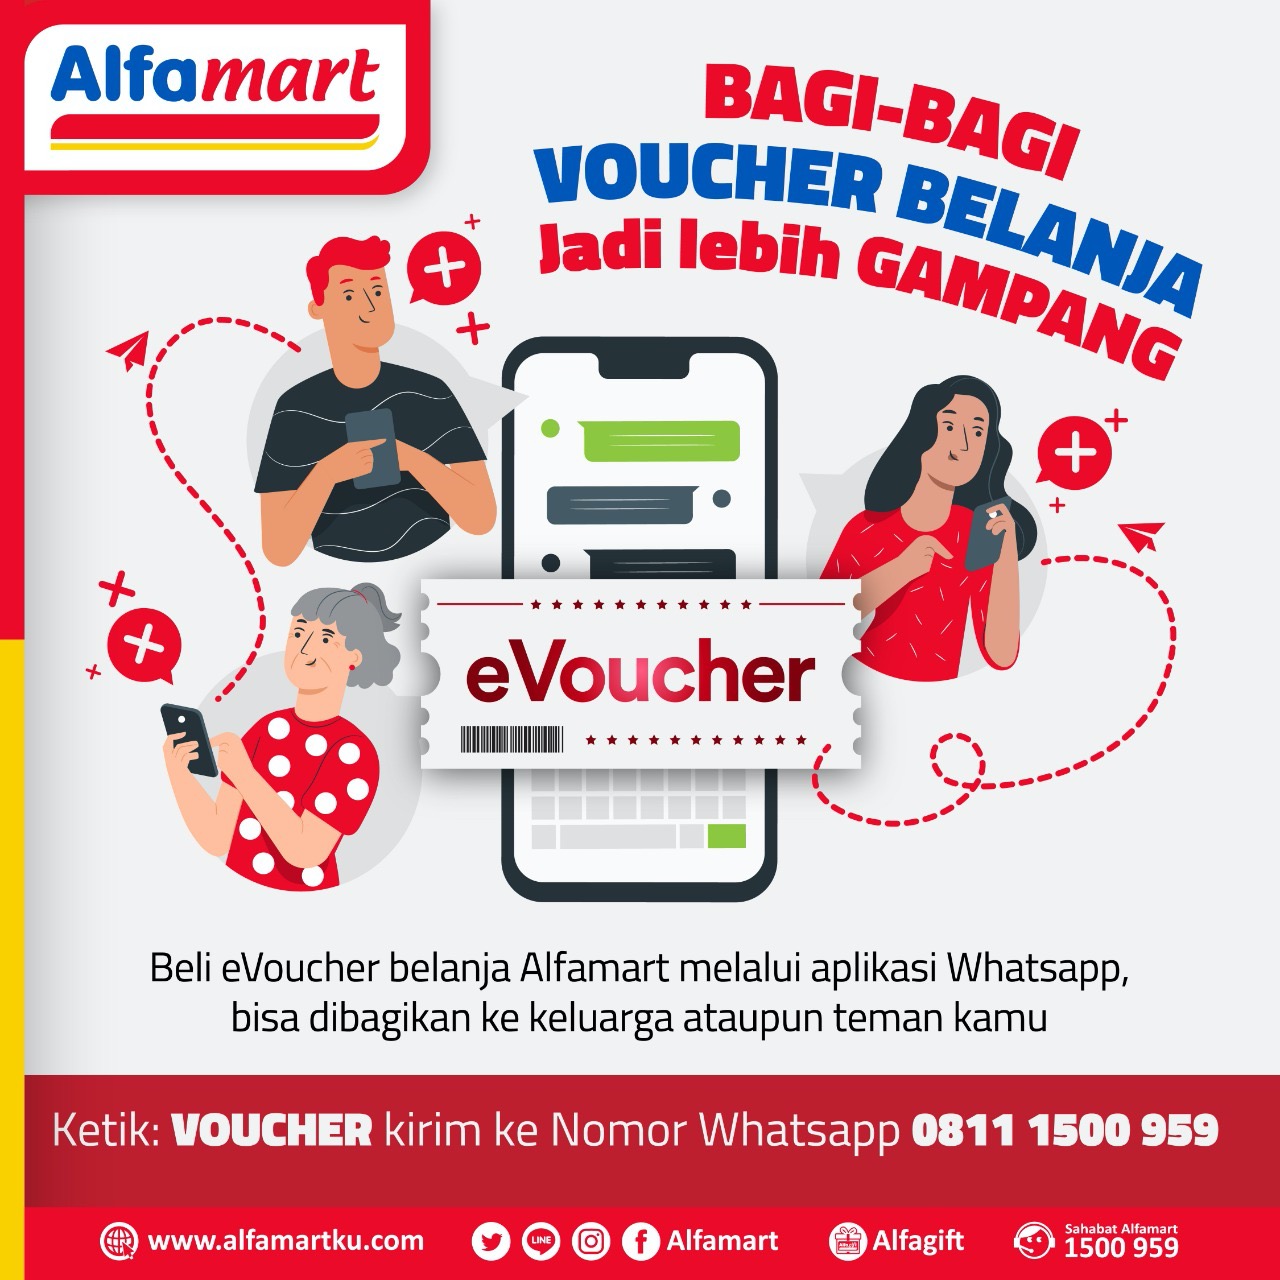 Alfamart
BAGI-BAGI
VOUCHER BELANJA
Jadi lebih GAMPANG
eVoucher
Beli eVoucher belanja Alfamart melalui aplikasi Whatsapp,
bisa dibagikan ke keluarga ataupun teman kamu
Ketik: VOUCHER kirim ke Nomor Whatsapp 0811 1500 959
www.alfamartku.com
LINE
Alfamart
Alfagift
Sahabat Alfamart
1500 959